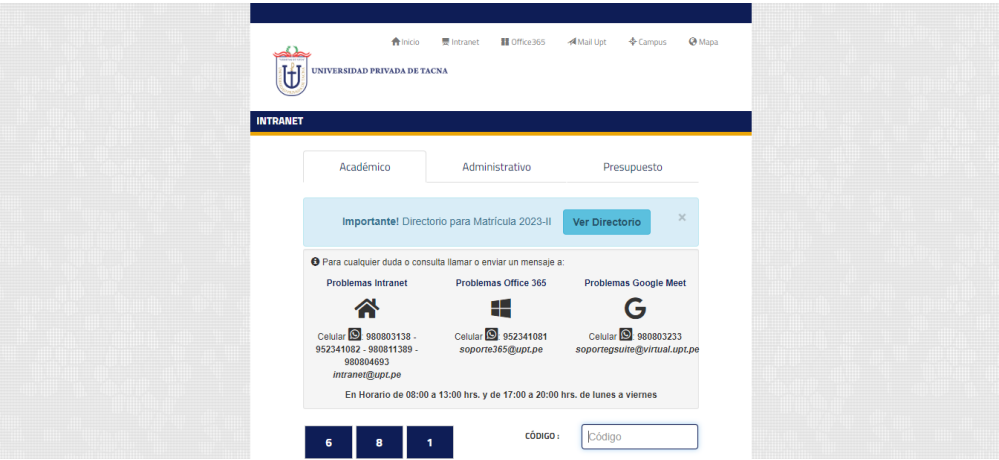 Inicio Intranet Office365 Mail Upt Campus Mapa
UNIVERSIDAD PRIVADA DE TACNA
INTRANET
Académico Administrativo Presupuesto
Importante! Directorio para Matrícula 2023-II Ver Directorio ×
Para cualquier duda o consulta llamar o enviar un mensaje a:
Problemas Intranet Problemas Office 365 Problemas Google Meet
Celular : 980803138 - Celular : 952341081 Celular : 980803233
952341082 - 980811389 - soporte365@upt.pe soportegsuite@virtual.upt.pe
980804693
intranet@upt.pe
En Horario de 08:00 a 13:00 hrs. y de 17:00 a 20:00 hrs. de lunes a viernes
6 8 1 CÓDIGO : Código